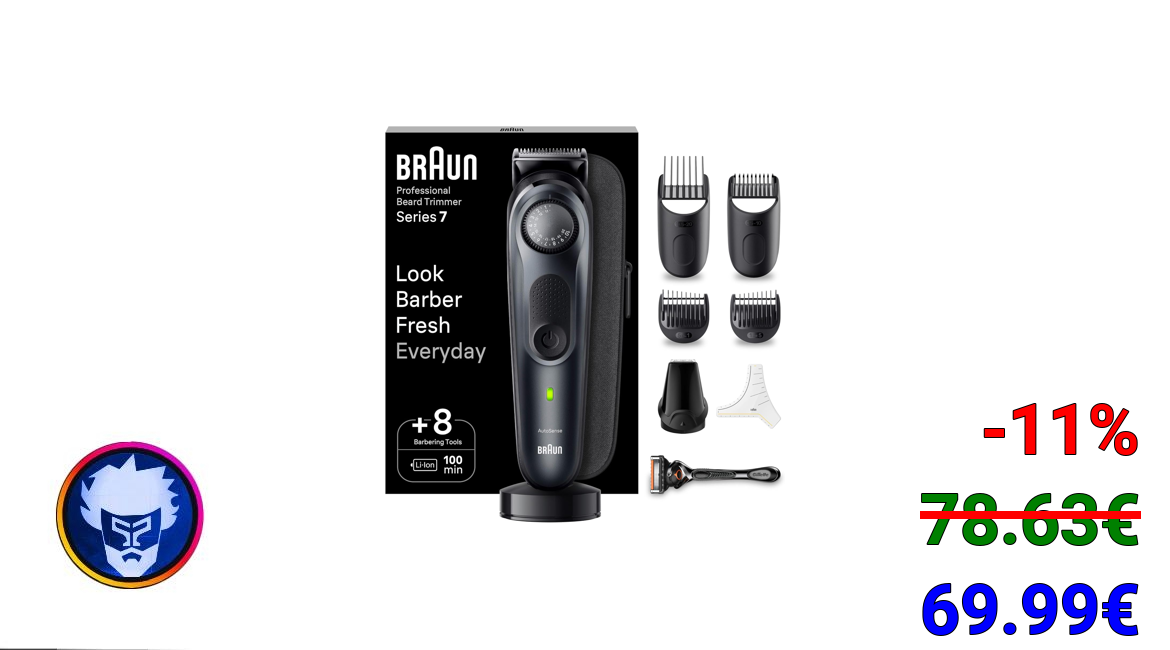 BRAUN
BRAUN
Professional
Beard Trimmer
Series 7
Look
Barber
Fresh
Everyday
+8
Barbering Tools
Li-Ion
100
min
AutoSense
BRAUN
-11%
78.63€
69.99€